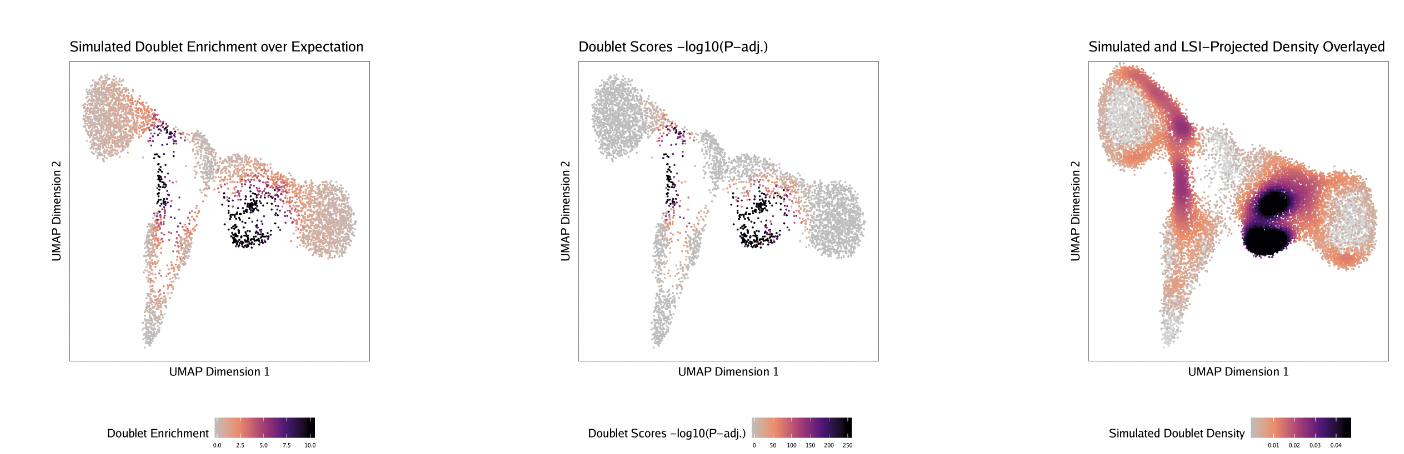 Simulated Doublet Enrichment over Expectation
UMAP Dimension 2
UMAP Dimension 1
Doublet Enrichment
0.0 2.5 5.0 7.5 10.0
Doublet Scores −log10(P−adj.)
UMAP Dimension 2
UMAP Dimension 1
Doublet Scores −log10(P−adj.)
0 50 100 150 200 250
Simulated and LSI−Projected Density Overlayed
UMAP Dimension 2
UMAP Dimension 1
Simulated Doublet Density
0.01 0.02 0.03 0.04